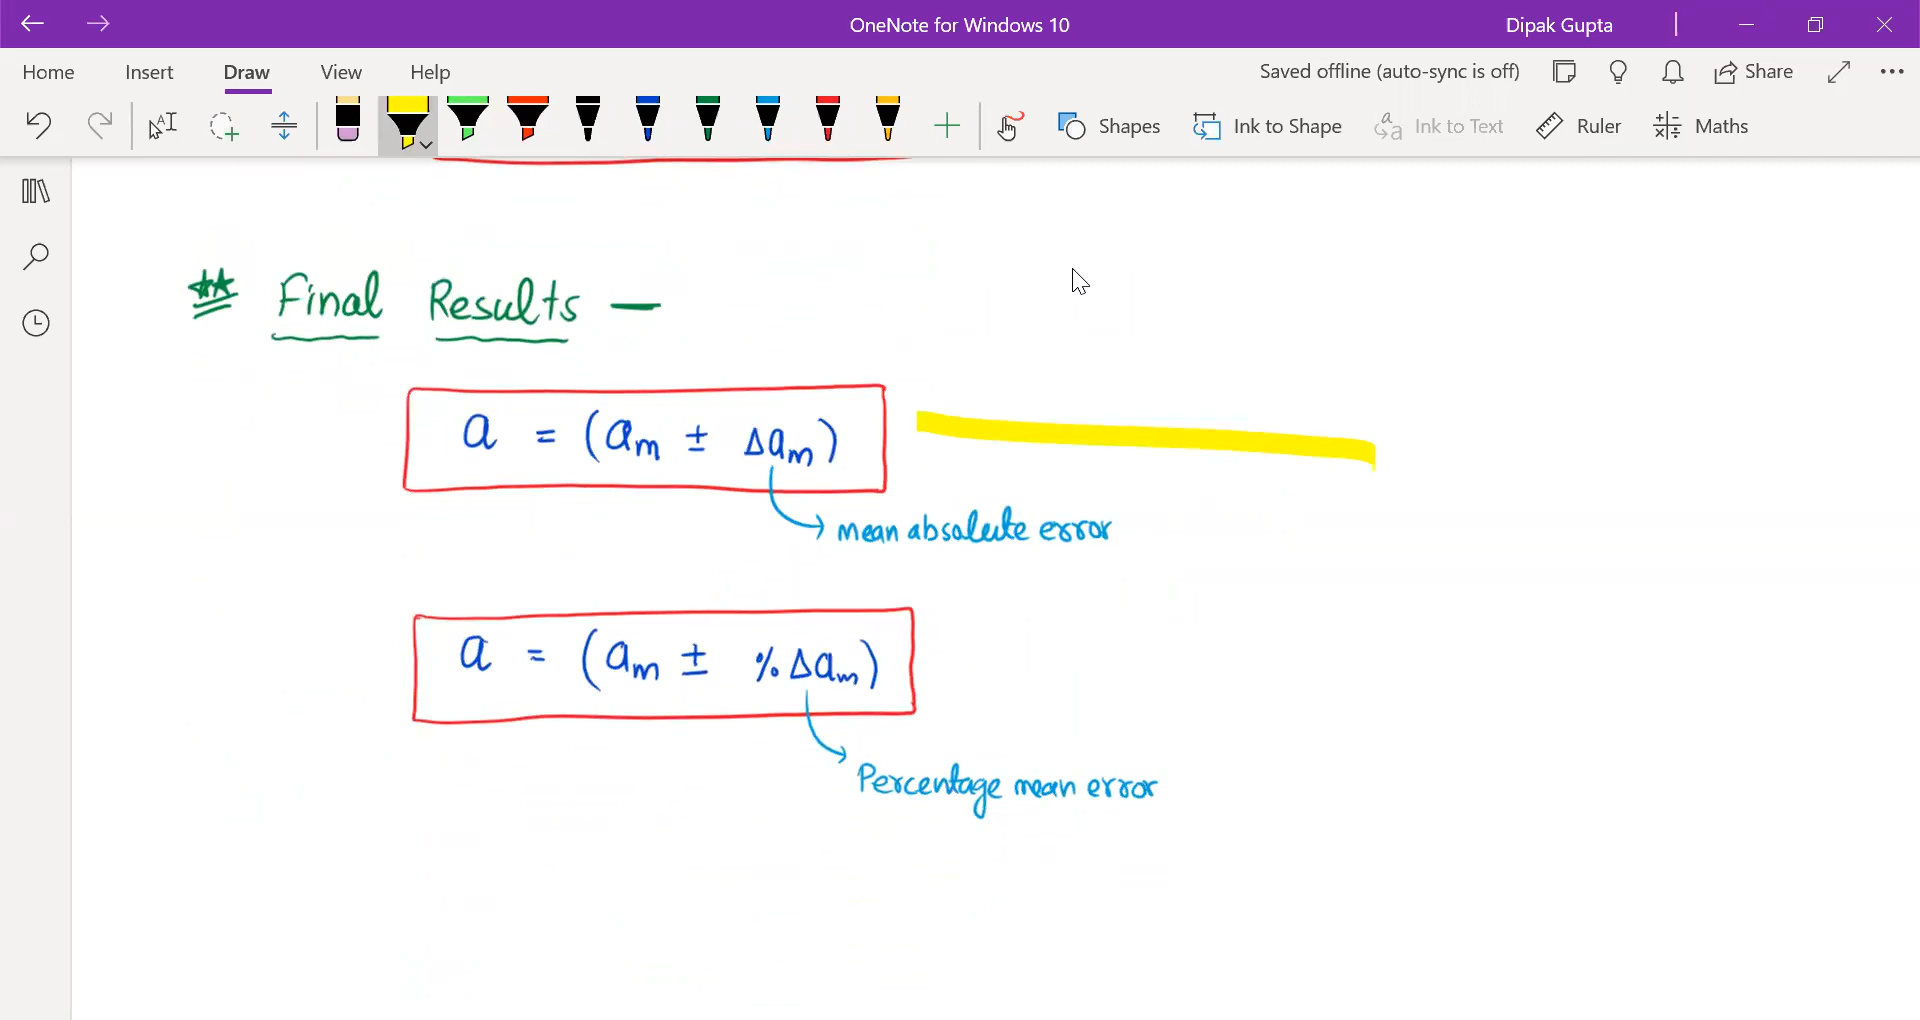 OneNote for Windows 10
Dipak Gupta
Home Insert Draw View Help
Saved offline (auto-sync is off) Share
Shapes Ink to Shape Ink to Text Ruler Maths
** Final Results —
a = (am ± Δam)
mean absolute error
a = (am ± % Δam)
Percentage mean error